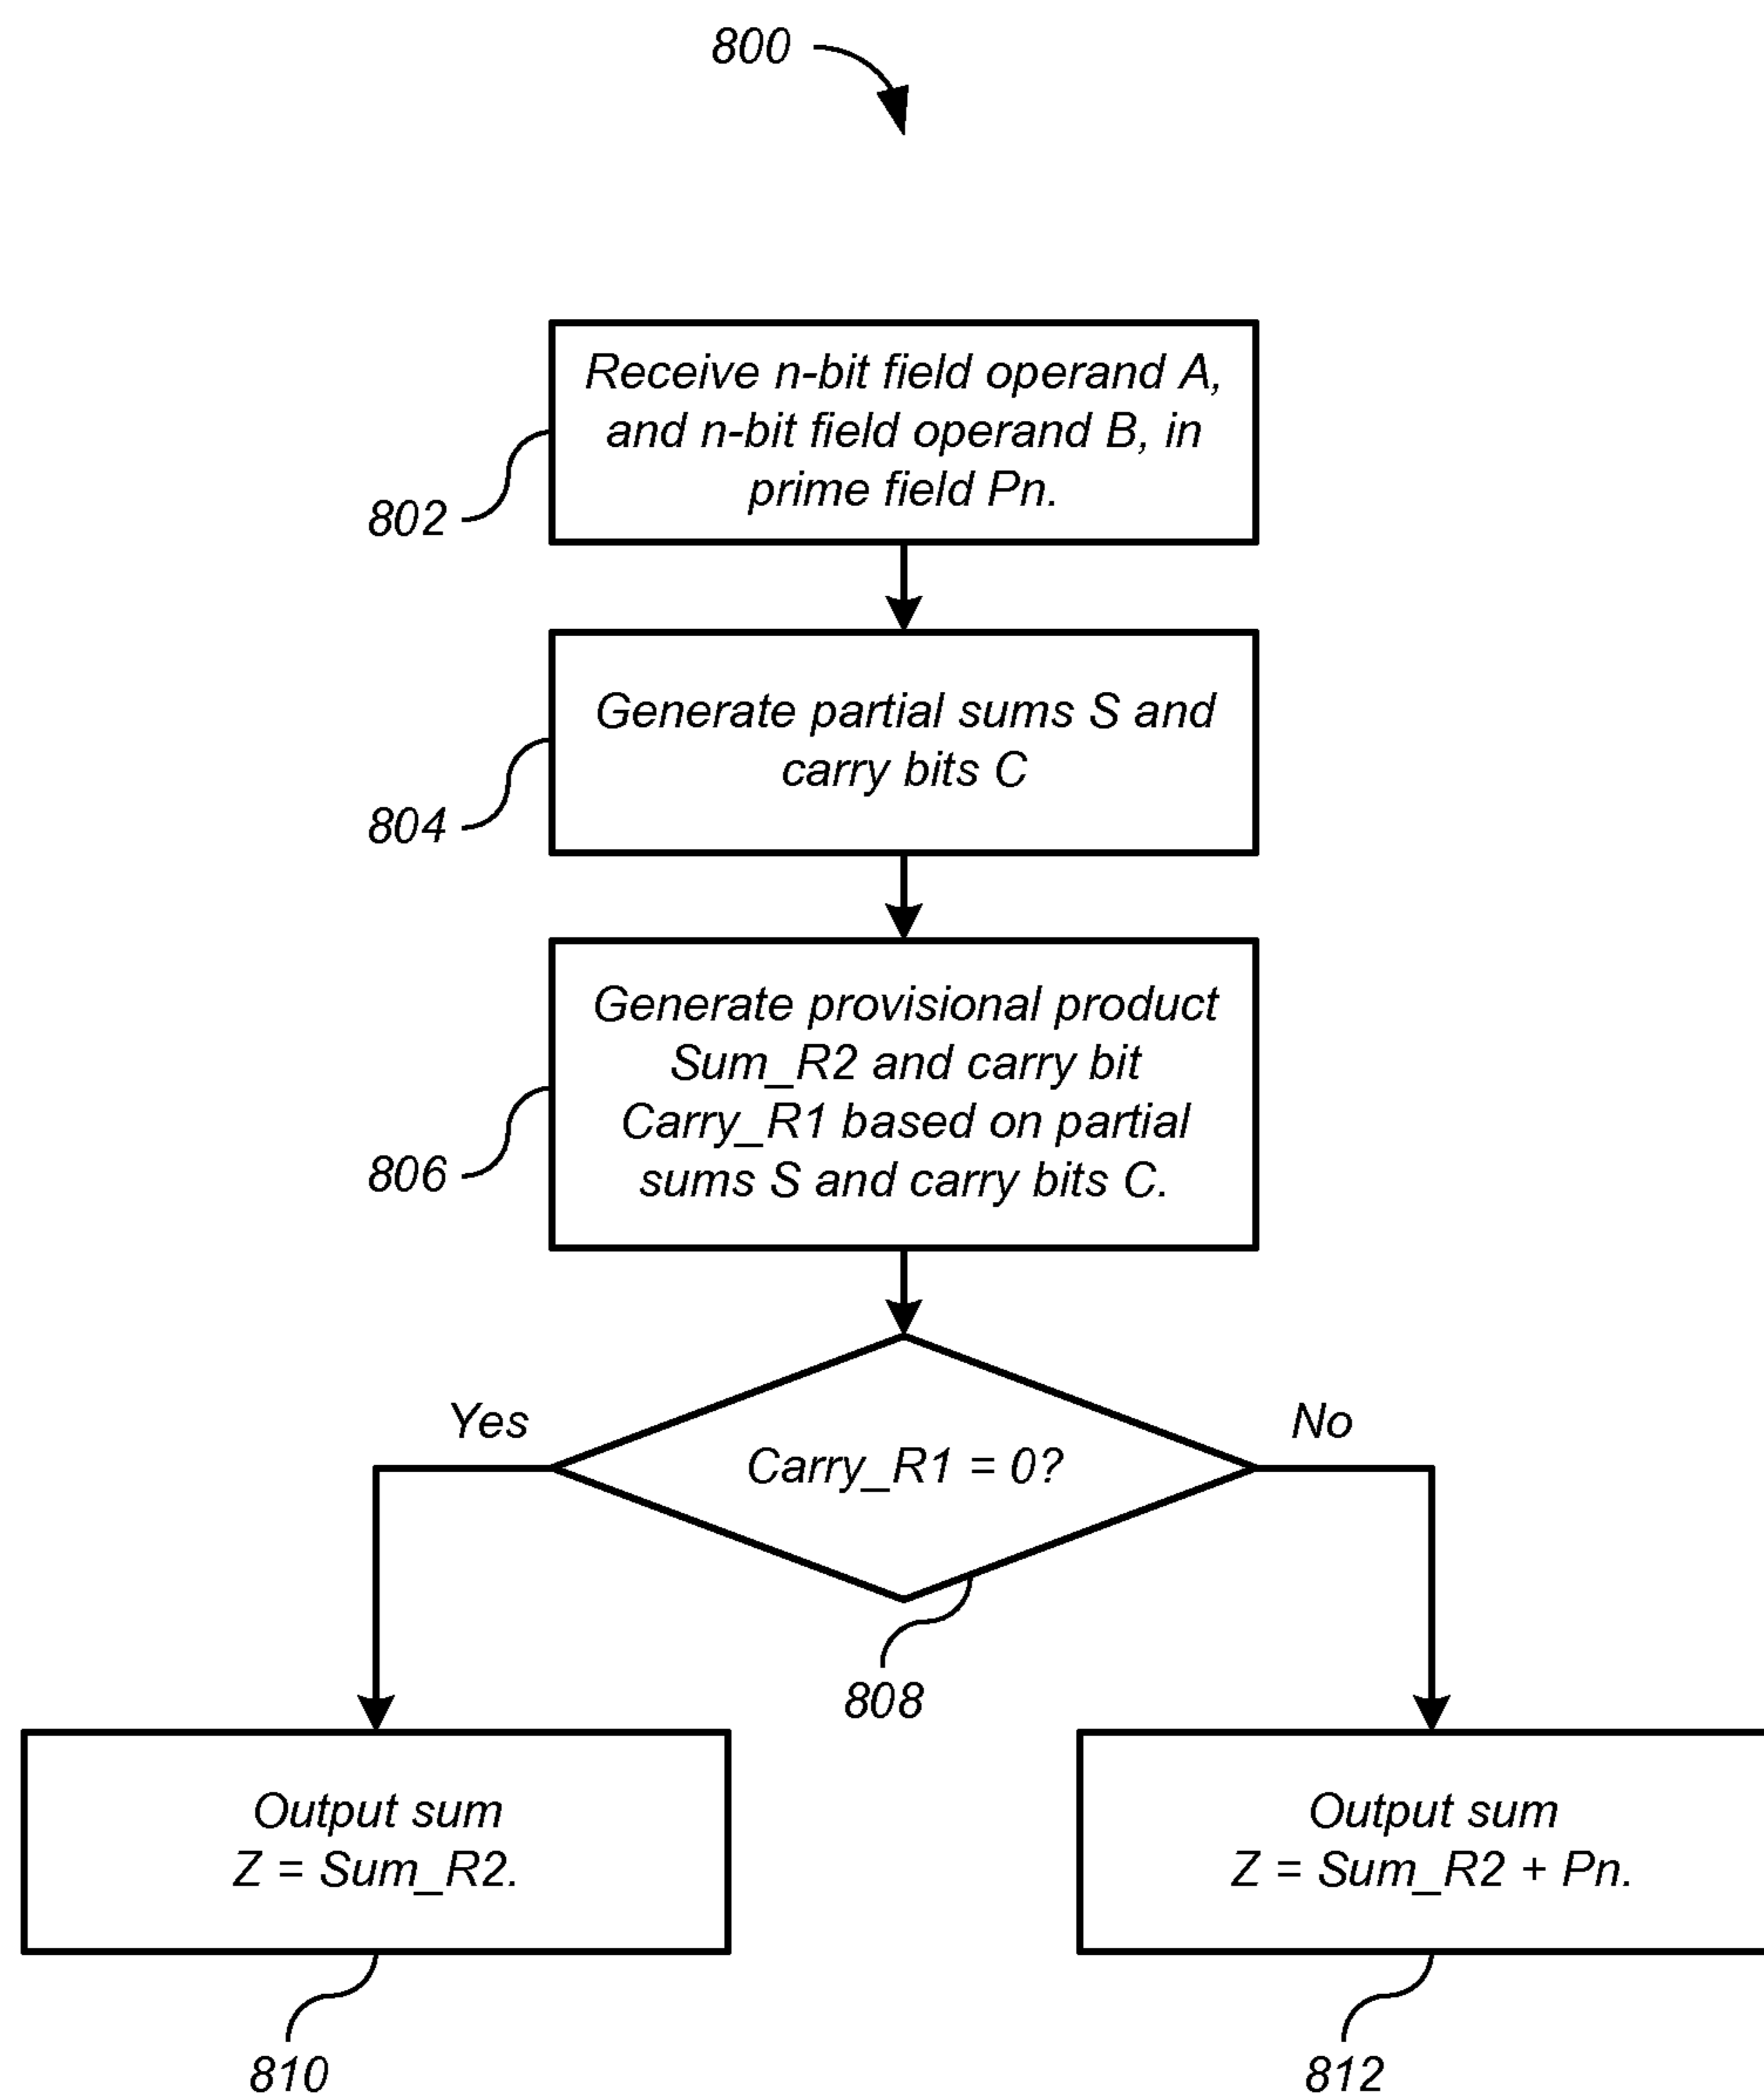 800
Receive n-bit field operand A,
and n-bit field operand B, in
prime field Pn.
802
Generate partial sums S and
carry bits C
804
Generate provisional product
Sum_R2 and carry bit
Carry_R1 based on partial
sums S and carry bits C.
806
Yes
No
Carry_R1 = 0?
808
Output sum
Z = Sum_R2.
Output sum
Z = Sum_R2 + Pn.
810
812